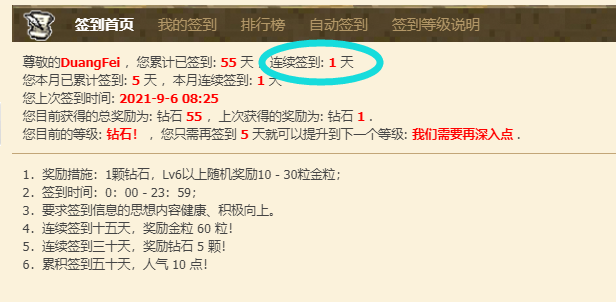 签到首页 我的签到 排行榜 自动签到 签到等级说明
尊敬的DuangFei ，您累计已签到: 55 天 ，连续签到: 1 天
您本月已累计签到: 5 天 ，本月连续签到: 1 天
您上次签到时间: 2021-9-6 08:25
您目前获得的总奖励为: 钻石 55 ，上次获得的奖励为: 钻石 1 .
您目前的等级: 钻石！ ，您只需再签到 5 天就可以提升到下一个等级: 我们需要再深入点 .
1. 奖励措施：1颗钻石，Lv6以上随机奖励10 - 30粒金粒；
2. 签到时间：0：00 - 23：59；
3. 要求签到信息的思想内容健康、积极向上。
4. 连续签到十五天，奖励金粒 60 粒！
5. 连续签到三十天，奖励钻石 5 颗！
6. 累积签到五十天，人气 10 点！